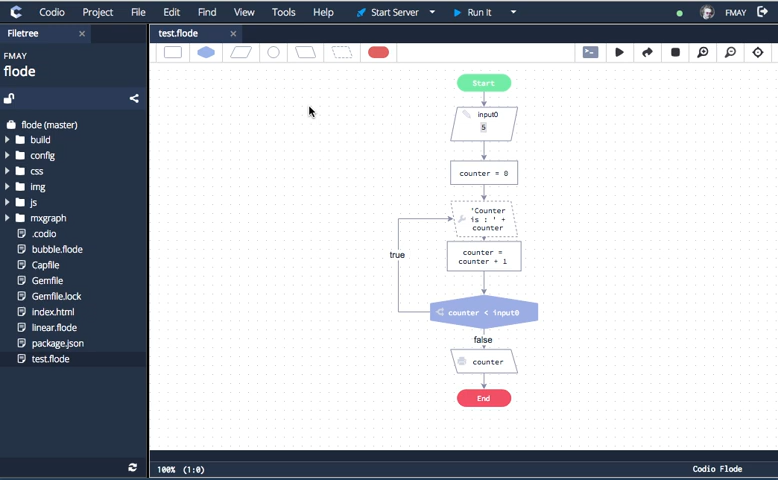 Codio Project File Edit Find View Tools Help Start Server Run It FMAY
Filetree
test.flode
FMAY
flode
flode (master)
build
config
css
img
js
mxgraph
.codio
bubble.flode
Capfile
Gemfile
Gemfile.lock
index.html
linear.flode
package.json
test.flode
Start
input0
5
counter = 0
'Counter
is : ' +
counter
true
counter =
counter + 1
counter < input0
false
counter
End
100% (1:0)
Codio Flode